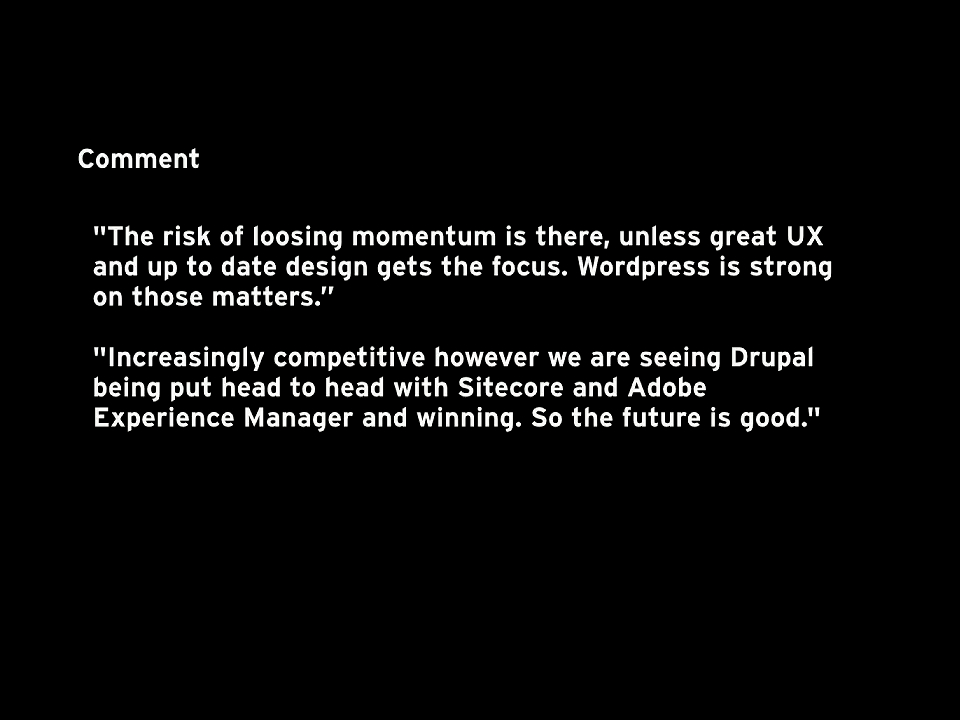 Comment
"The risk of loosing momentum is there, unless great UX
and up to date design gets the focus. Wordpress is strong
on those matters.”
"Increasingly competitive however we are seeing Drupal
being put head to head with Sitecore and Adobe
Experience Manager and winning. So the future is good."